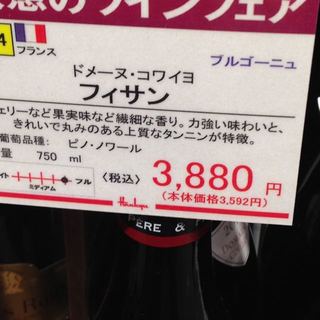 のワインフェア
4
フランス
ブルゴーニュ
ドメーヌ・コワイヨ
フィサン
ェリーなど果実味など繊細な香り。力強い味わいと、
きれいで丸みのある上質なタンニンが特徴。
葡萄品種: ピノ・ノワール
量 750 ml
イト ミディアム フル
〈税込〉 3,880 円
(本体価格3,592円)
Hankyu
ERE &